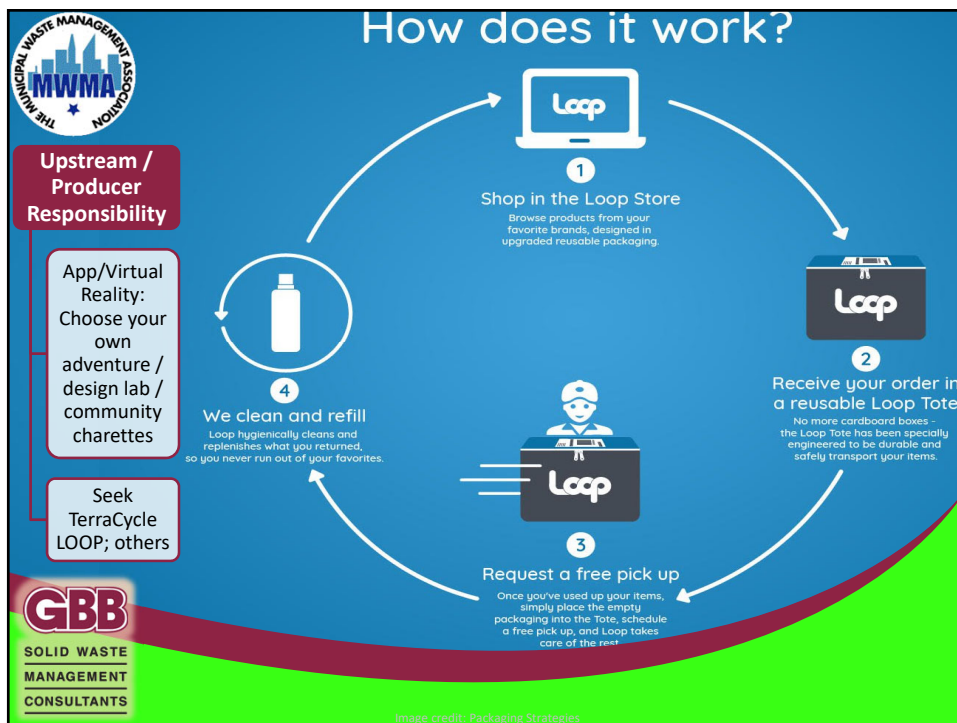 How does it work?
THE MUNICIPAL WASTE MANAGEMENT ASSOCIATION
MWMA
Upstream /
Producer
Responsibility
App/Virtual
Reality:
Choose your
own
adventure /
design lab /
community
charettes
Seek
TerraCycle
LOOP; others
Loop
1
Shop in the Loop Store
Browse products from your
favorite brands, designed in
upgraded reusable packaging.
Loop
2
Receive your order in
a reusable Loop Tote
No more cardboard boxes -
the Loop Tote has been specially
engineered to be durable and
safely transport your items.
Loop
3
Request a free pick up
Once you've used up your items,
simply place the empty
packaging into the Tote, schedule
a free pick up, and Loop takes
care of the rest
4
We clean and refill
Loop hygienically cleans and
replenishes what you returned,
so you never run out of your favorites.
GBB
SOLID WASTE
MANAGEMENT
CONSULTANTS
Image credit: Packaging Strategies